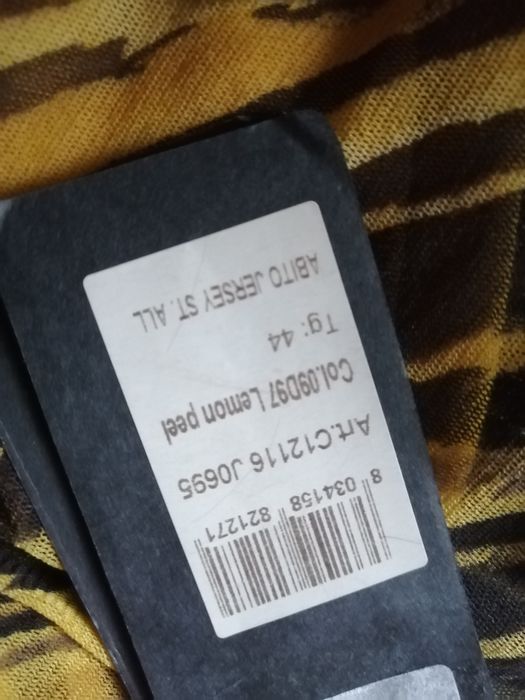 8 034158 821271
Art.C12116 J0695
Col.09D97 Lemon peel
Tg: 44
ABITO JERSEY ST. ALL